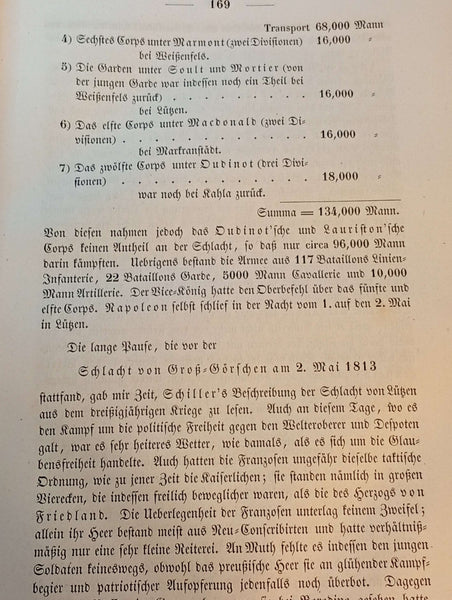 — 169 —
Transport 68,000 Mann
4) Sechstes Corps unter Marmont (zwei Divisionen) 16,000 „
bei Weißenfels.
5) Die Garden unter Soult und Mortier (von
der jungen Garde war indessen noch ein Theil bei
Weißenfels zurück) . . . . . . . . . 16,000 „
bei Lützen.
6) Das elfte Corps unter Macdonald (zwei Di-
visionen) . . . . . . . . . . . . 16,000 „
bei Markranstädt.
7) Das zwölfte Corps unter Oudinot (drei Divi-
sionen) . . . . . . . . . . . . 18,000 „
war noch bei Kahla zurück.
Summa = 134,000 Mann.
Von diesen nahmen jedoch das Oudinot'sche und Lauriston'sche
Corps keinen Antheil an der Schlacht, so daß nur circa 96,000 Mann
darin kämpften. Uebrigens bestand die Armee aus 117 Bataillons Linien-
Infanterie, 22 Bataillons Garde, 5000 Mann Cavallerie und 10,000
Mann Artillerie. Der Vice-König hatte den Oberbefehl über das fünfte und
elfte Corps. Napoleon selbst schlief in der Nacht vom 1. auf den 2. Mai
in Lützen.
Die lange Pause, die vor der
Schlacht von Groß-Görschen am 2. Mai 1813
stattfand, gab mir Zeit, Schiller's Beschreibung der Schlacht von Lützen
aus dem dreißigjährigen Kriege zu lesen. Auch an diesem Tage, wo es
den Kampf um die politische Freiheit gegen den Welteroberer und Despoten
galt, war es sehr heiteres Wetter, wie damals, als es sich um die Glau-
bensfreiheit handelte. Auch hatten die Franzosen ungefähr dieselbe taktische
Ordnung, wie zu jener Zeit die Kaiserlichen; sie standen nämlich in großen
Vierecken, die indessen freilich beweglicher waren, als die des Herzogs von
Friedland. Die Ueberlegenheit der Franzosen unterlag keinem Zweifel;
allein ihr Heer bestand meist aus Neu-Conscribirten und hatte verhältniß-
mäßig nur eine sehr kleine Reiterei. An Muth fehlte es indessen den jungen
Soldaten keineswegs, obwohl das preußische Heer sie an glühender Kampf-
begier und patriotischer Aufopferung jedenfalls noch überbot. Dagegen